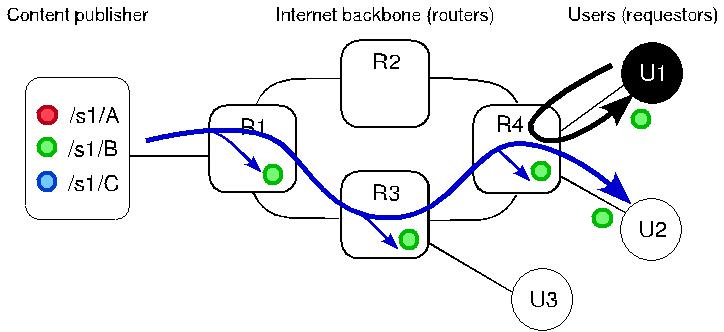 Content publisher
Internet backbone (routers)
Users (requestors)
/s1/A
/s1/B
/s1/C
R1
R2
R3
R4
U1
U2
U3